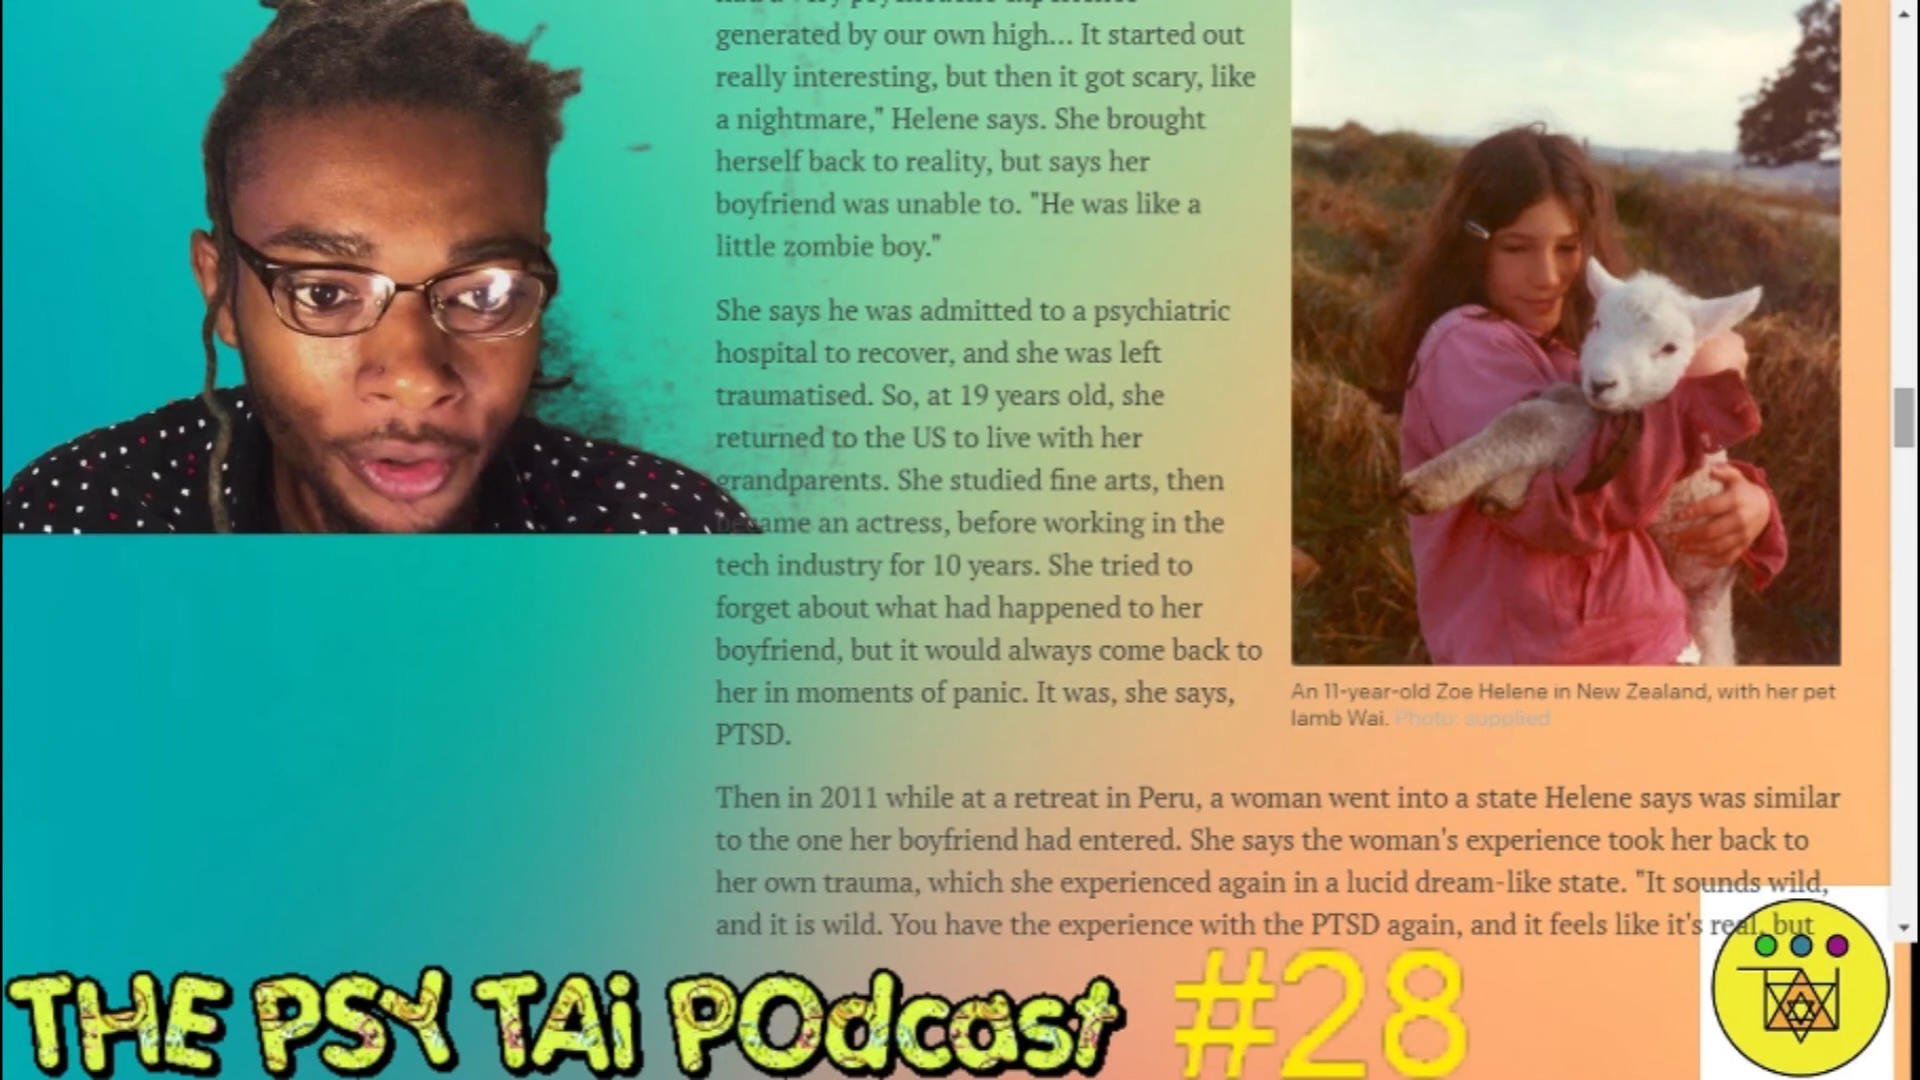 generated by our own high... It started out
really interesting, but then it got scary, like
a nightmare," Helene says. She brought
herself back to reality, but says her
boyfriend was unable to. "He was like a
little zombie boy."
She says he was admitted to a psychiatric
hospital to recover, and she was left
traumatised. So, at 19 years old, she
returned to the US to live with her
grandparents. She studied fine arts, then
became an actress, before working in the
tech industry for 10 years. She tried to
forget about what had happened to her
boyfriend, but it would always come back to
her in moments of panic. It was, she says,
PTSD.
An 11-year-old Zoe Helene in New Zealand, with her pet
lamb Wai. Photo: supplied
Then in 2011 while at a retreat in Peru, a woman went into a state Helene says was similar
to the one her boyfriend had entered. She says the woman's experience took her back to
her own trauma, which she experienced again in a lucid dream-like state. "It sounds wild,
and it is wild. You have the experience with the PTSD again, and it feels like it's real, but
THE PSY TAi POdcast #28